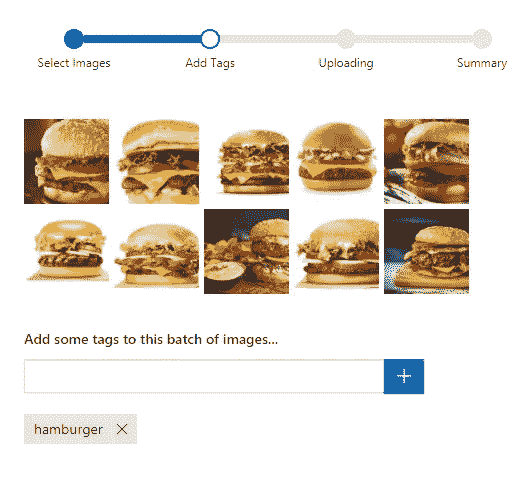 Select Images
Add Tags
Uploading
Summary
Add some tags to this batch of images...
hamburger